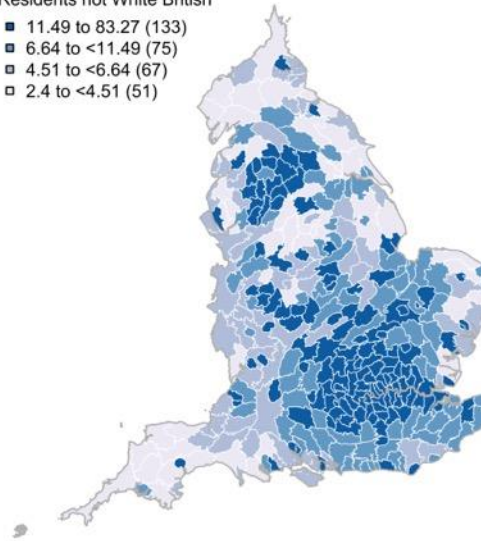 Residents not White British
11.49 to 83.27 (133)
6.64 to <11.49 (75)
4.51 to <6.64 (67)
2.4 to <4.51 (51)